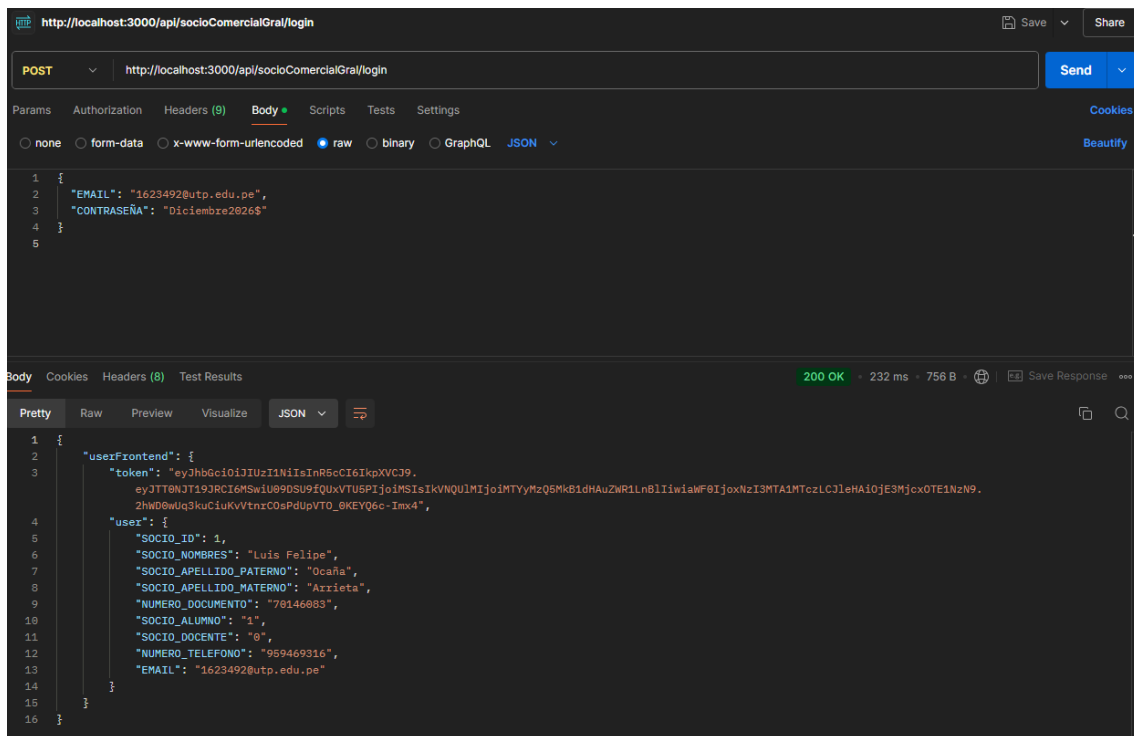 HTTP http://localhost:3000/api/socioComercialGral/login Save Share
POST http://localhost:3000/api/socioComercialGral/login Send
Params Authorization Headers (9) Body Scripts Tests Settings Cookies
none form-data x-www-form-urlencoded raw binary GraphQL JSON Beautify
1 {
2 "EMAIL": "1623492@utp.edu.pe",
3 "CONTRASEÑA": "Diciembre2026$"
4 }
5
Body Cookies Headers (8) Test Results 200 OK 232 ms 756 B e.g. Save Response
Pretty Raw Preview Visualize JSON
1 {
2 "userFrontend": {
3 "token": "eyJhbGciOiJIUzI1NiIsInR5cCI6IkpXVCJ9.
eyJTT0NJT19JRCI6MSwiU09DSU9fQUxVTU5PIjoiMSIsIkVNQUlMIjoiMTYyMzQ5MkB1dHAuZWR1LnBlIiwiaWF0IjoxNzI3MTA1MTczLCJleHAiOjE3MjcxOTE1NzN9.
2hWD0wUq3kuCiuKvVtnrCOsPdUpVTO_0KEYQ6c-Imx4",
4 "user": {
5 "SOCIO_ID": 1,
6 "SOCIO_NOMBRES": "Luis Felipe",
7 "SOCIO_APELLIDO_PATERNO": "Ocaña",
8 "SOCIO_APELLIDO_MATERNO": "Arrieta",
9 "NUMERO_DOCUMENTO": "70146083",
10 "SOCIO_ALUMNO": "1",
11 "SOCIO_DOCENTE": "0",
12 "NUMERO_TELEFONO": "959469316",
13 "EMAIL": "1623492@utp.edu.pe"
14 }
15 }
16 }